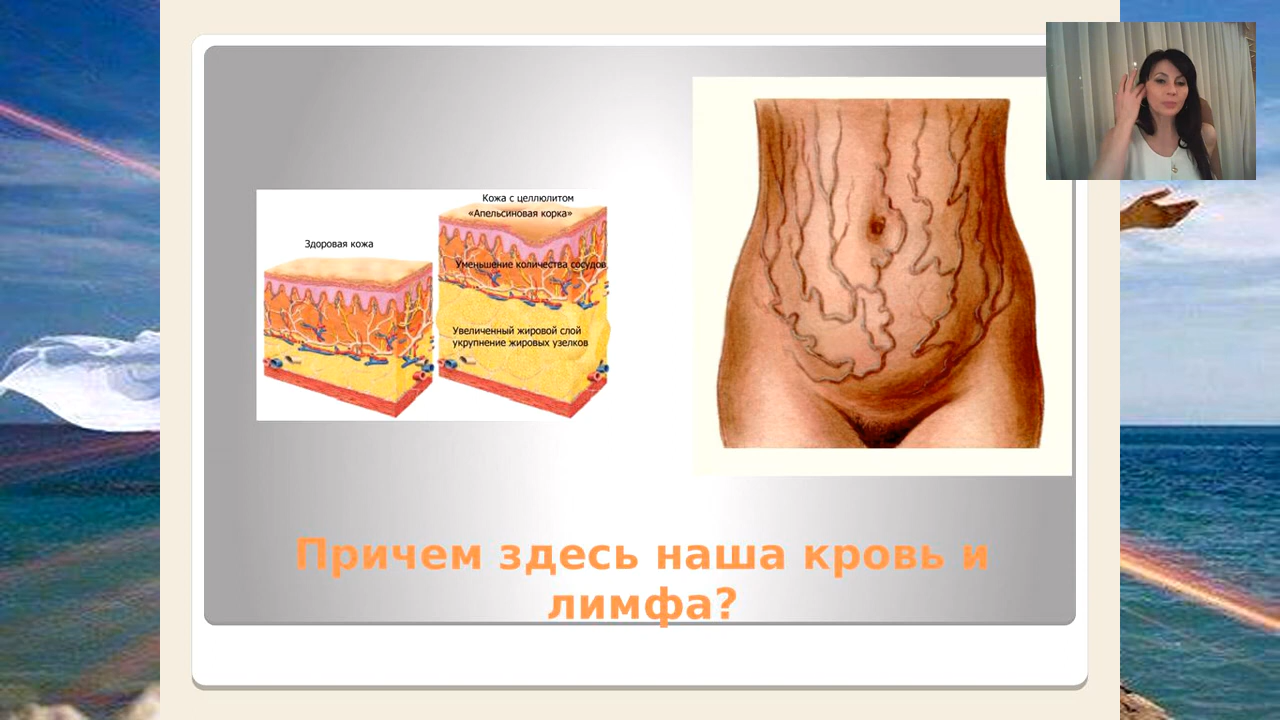 Кожа с целлюлитом
«Апельсиновая корка»
Здоровая кожа
Уменьшение количества сосудов
Увеличенный жировой слой
укрупнение жировых узелков
Причем здесь наша кровь и
лимфа?